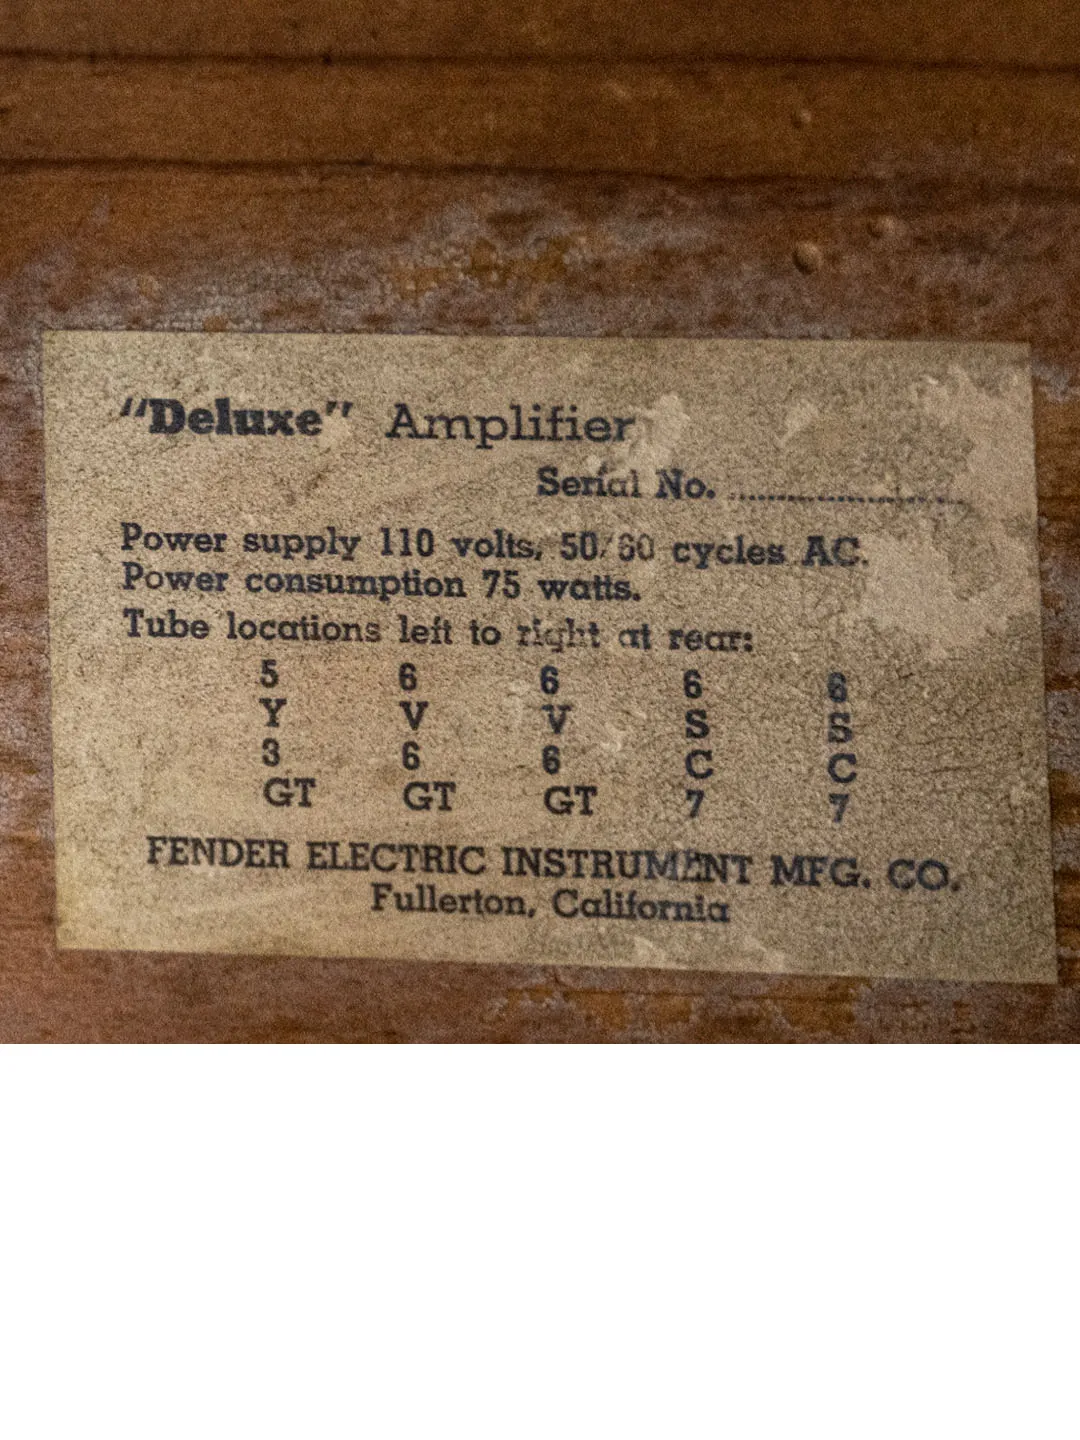 "Deluxe" Amplifier
Serial No. ........................
Power supply 110 volts, 50/60 cycles AC.
Power consumption 75 watts.
Tube locations left to right at rear:
5 6 6 6 6
Y V V S S
3 6 6 C C
GT GT GT 7 7
FENDER ELECTRIC INSTRUMENT MFG. CO.
Fullerton, California